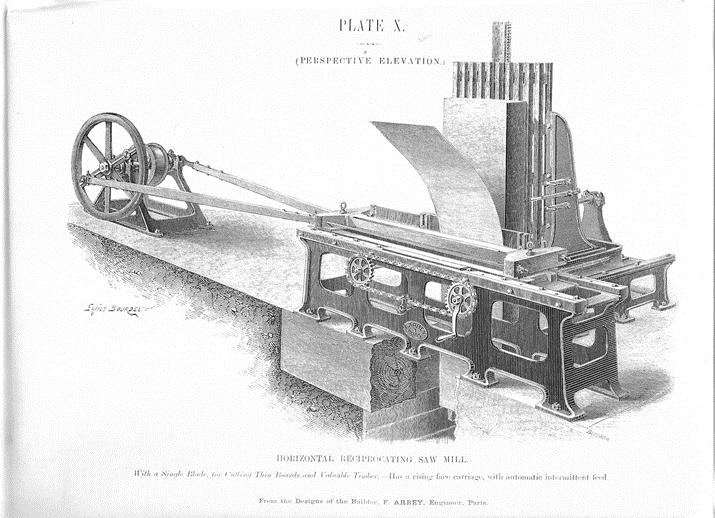 PLATE X.
(PERSPECTIVE ELEVATION.)
HORIZONTAL RECIPROCATING SAW MILL.
With a Single Blade, for Cutting Thin Boards and Valuable Timber.—Has a rising face carriage, with automatic intermittent feed.
From the Designs of the Builder, F. ARBEY, Engineer, Paris.